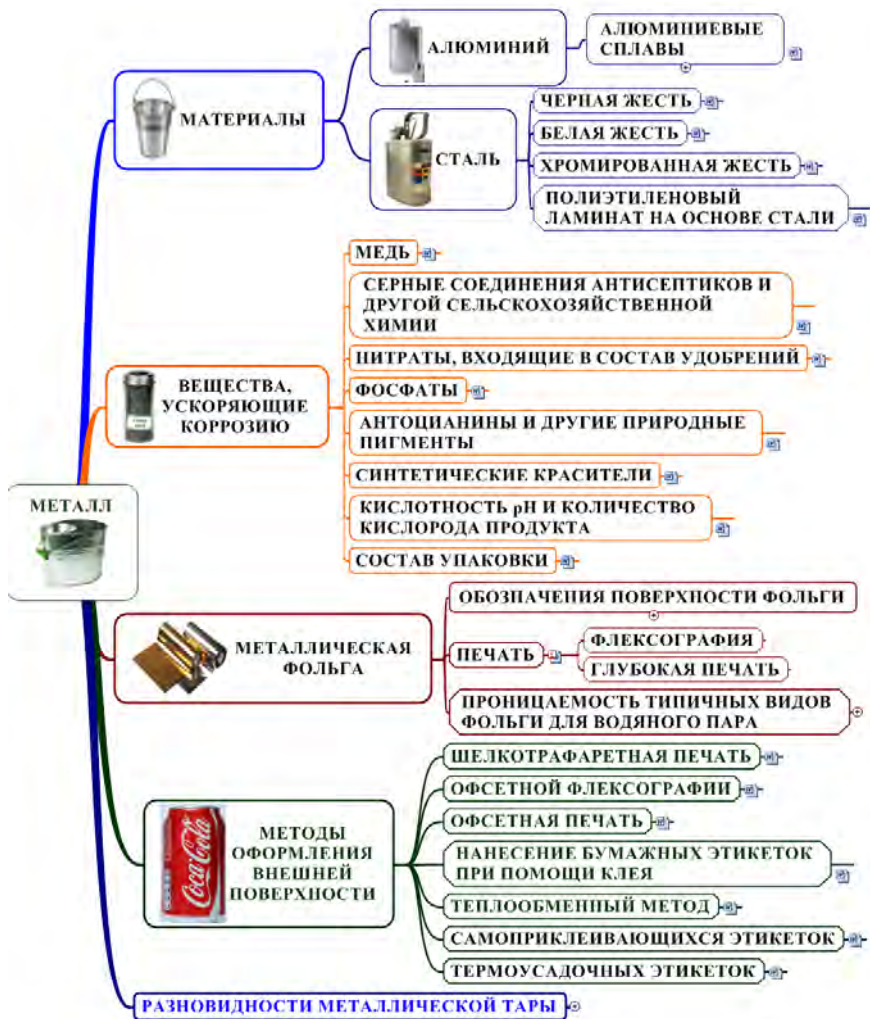 МЕТАЛЛ
МАТЕРИАЛЫ
АЛЮМИНИЙ
АЛЮМИНИЕВЫЕ
СПЛАВЫ
СТАЛЬ
ЧЕРНАЯ ЖЕСТЬ
БЕЛАЯ ЖЕСТЬ
ХРОМИРОВАННАЯ ЖЕСТЬ
ПОЛИЭТИЛЕНОВЫЙ
ЛАМИНАТ НА ОСНОВЕ СТАЛИ
ВЕЩЕСТВА,
УСКОРЯЮЩИЕ
КОРРОЗИЮ
МЕДЬ
СЕРНЫЕ СОЕДИНЕНИЯ АНТИСЕПТИКОВ И
ДРУГОЙ СЕЛЬСКОХОЗЯЙСТВЕННОЙ
ХИМИИ
НИТРАТЫ, ВХОДЯЩИЕ В СОСТАВ УДОБРЕНИЙ
ФОСФАТЫ
АНТОЦИАНИНЫ И ДРУГИЕ ПРИРОДНЫЕ
ПИГМЕНТЫ
СИНТЕТИЧЕСКИЕ КРАСИТЕЛИ
КИСЛОТНОСТЬ pH И КОЛИЧЕСТВО
КИСЛОРОДА ПРОДУКТА
СОСТАВ УПАКОВКИ
МЕТАЛЛИЧЕСКАЯ
ФОЛЬГА
ОБОЗНАЧЕНИЯ ПОВЕРХНОСТИ ФОЛЬГИ
ПЕЧАТЬ
ФЛЕКСОГРАФИЯ
ГЛУБОКАЯ ПЕЧАТЬ
ПРОНИЦАЕМОСТЬ ТИПИЧНЫХ ВИДОВ
ФОЛЬГИ ДЛЯ ВОДЯНОГО ПАРА
МЕТОДЫ
ОФОРМЛЕНИЯ
ВНЕШНЕЙ
ПОВЕРХНОСТИ
Coca-Cola
ШЕЛКОТРАФАРЕТНАЯ ПЕЧАТЬ
ОФСЕТНОЙ ФЛЕКСОГРАФИИ
ОФСЕТНАЯ ПЕЧАТЬ
НАНЕСЕНИЕ БУМАЖНЫХ ЭТИКЕТОК
ПРИ ПОМОЩИ КЛЕЯ
ТЕПЛООБМЕННЫЙ МЕТОД
САМОПРИКЛЕИВАЮЩИХСЯ ЭТИКЕТОК
ТЕРМОУСАДОЧНЫХ ЭТИКЕТОК
РАЗНОВИДНОСТИ МЕТАЛЛИЧЕСКОЙ ТАРЫ